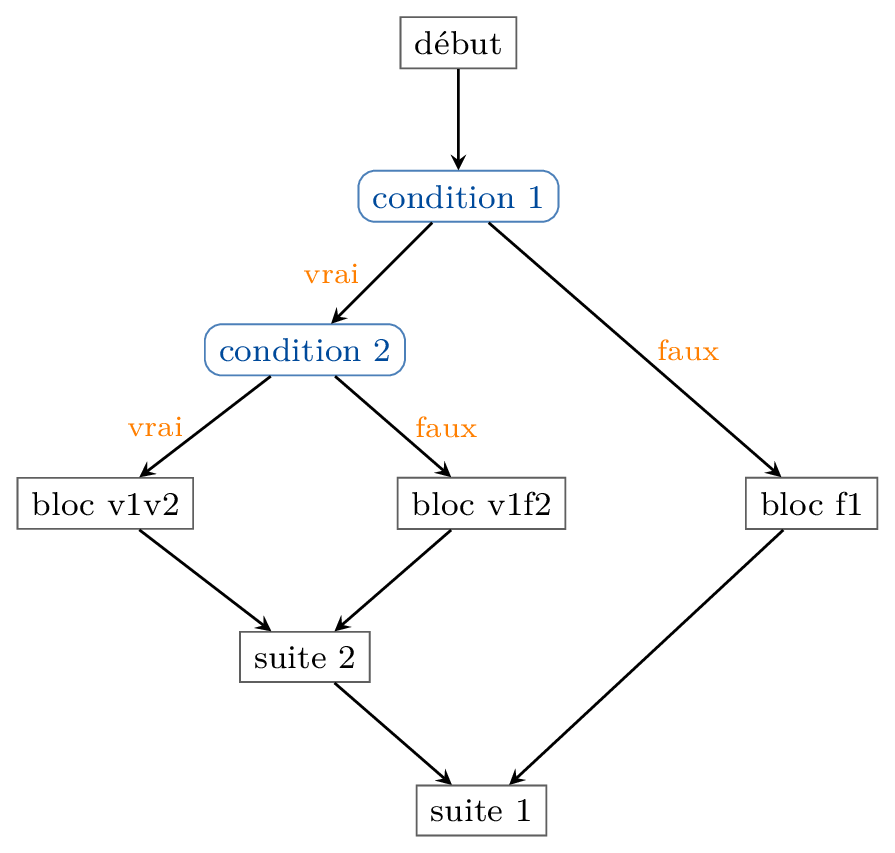 début
condition 1
vrai
condition 2
faux
vrai
faux
bloc v1v2
bloc v1f2
bloc f1
suite 2
suite 1